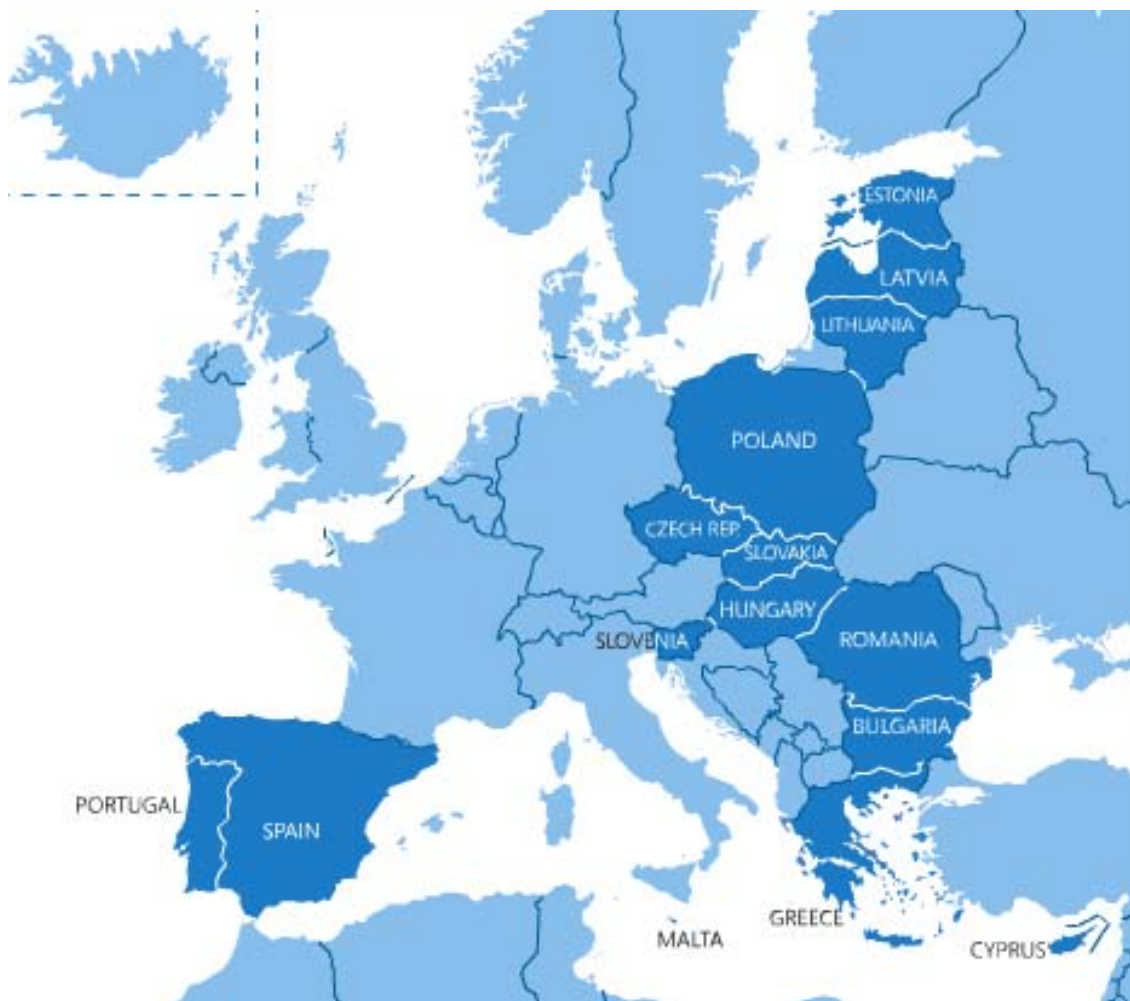 ESTONIA
LATVIA
LITHUANIA
POLAND
CZECH REP.
SLOVAKIA
HUNGARY
SLOVENIA
ROMANIA
BULGARIA
PORTUGAL
SPAIN
GREECE
MALTA
CYPRUS